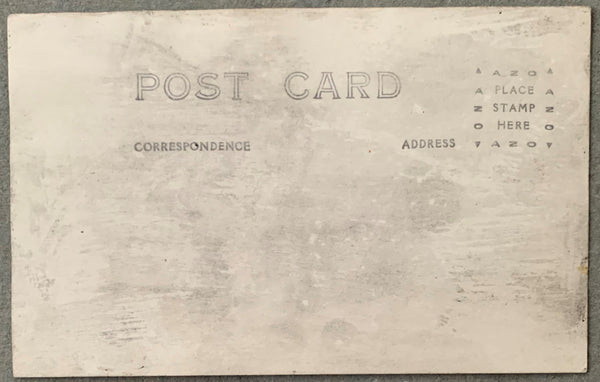 POST CARD
CORRESPONDENCE
ADDRESS
AZO
A PLACE A
N STAMP N
O HERE O
AZO